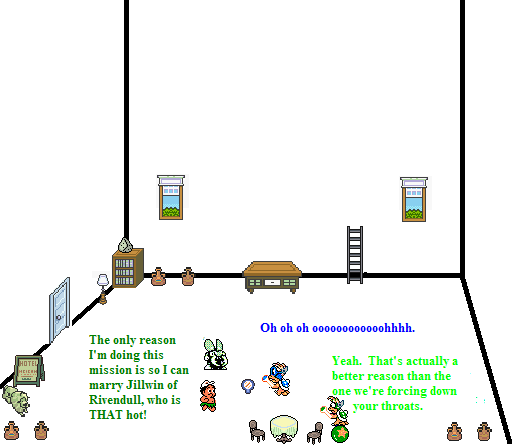 Oh oh oh oooooooooooohhhh.
The only reason
I'm doing this
mission is so I can
marry Jillwin of
Rivendull, who is
THAT hot!
Yeah. That's actually a
better reason than the
one we're forcing down
your throats.
HOTEL